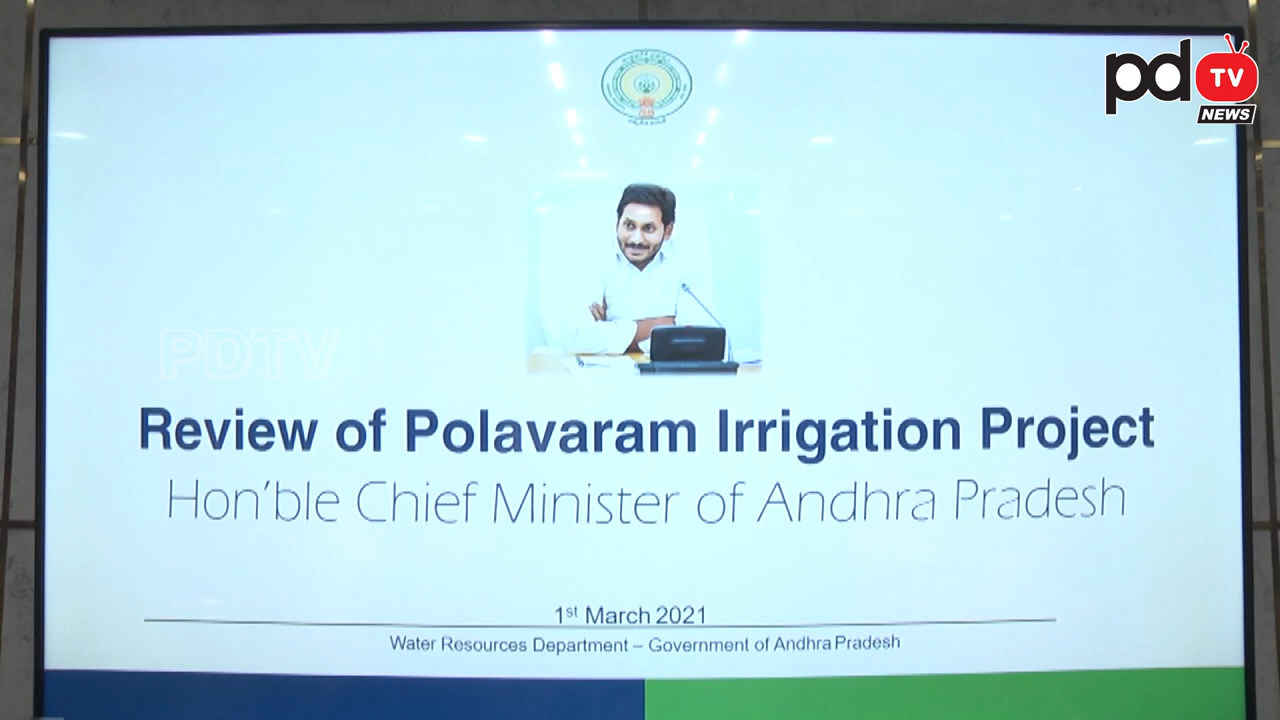 pd
TV
NEWS
PDTV
Review of Polavaram Irrigation Project
Hon'ble Chief Minister of Andhra Pradesh
1st March 2021
Water Resources Department – Government of Andhra Pradesh